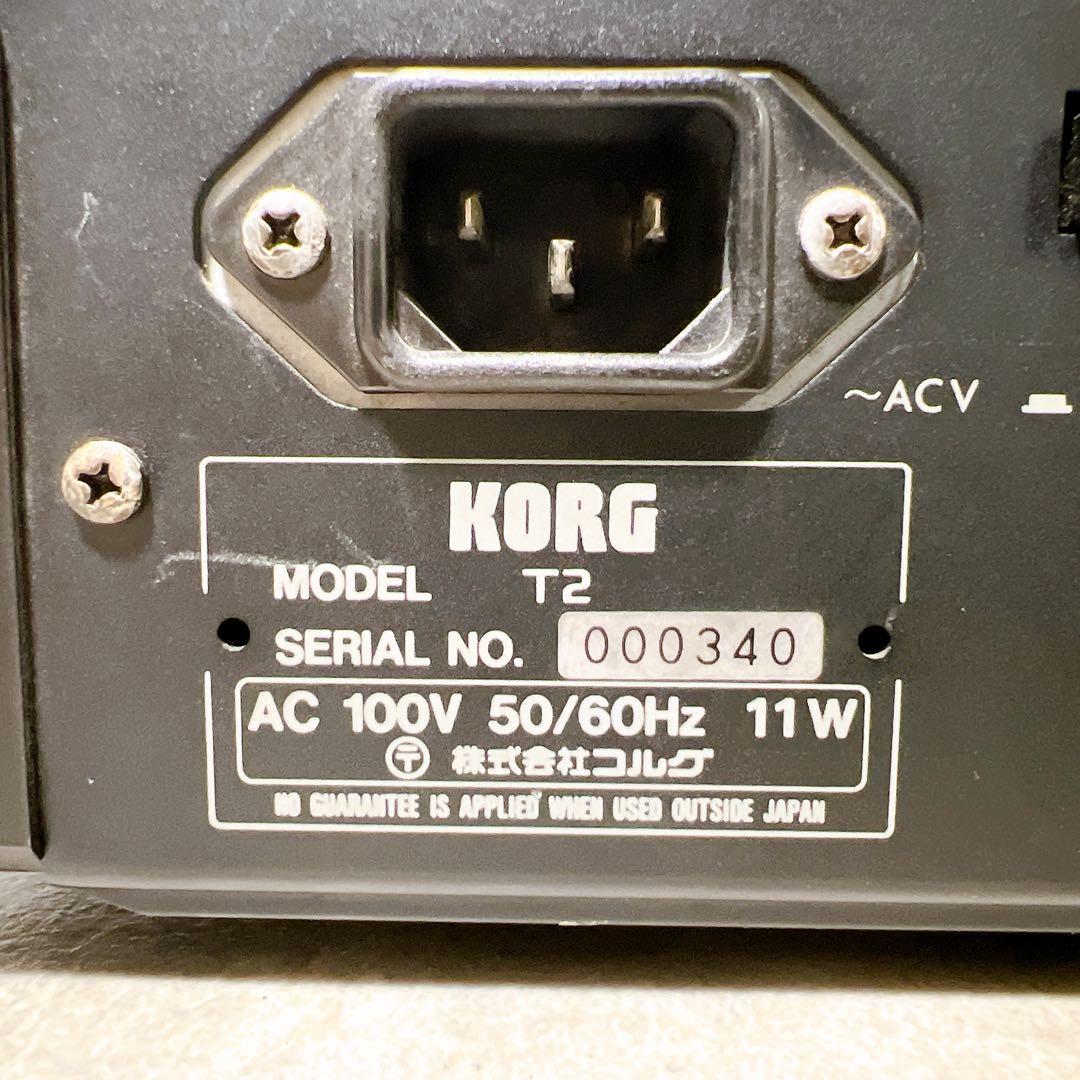 ~ACV
KORG
MODEL T2
SERIAL NO. 000340
AC 100V 50/60Hz 11W
〒 株式会社コルグ
NO GUARANTEE IS APPLIED WHEN USED OUTSIDE JAPAN